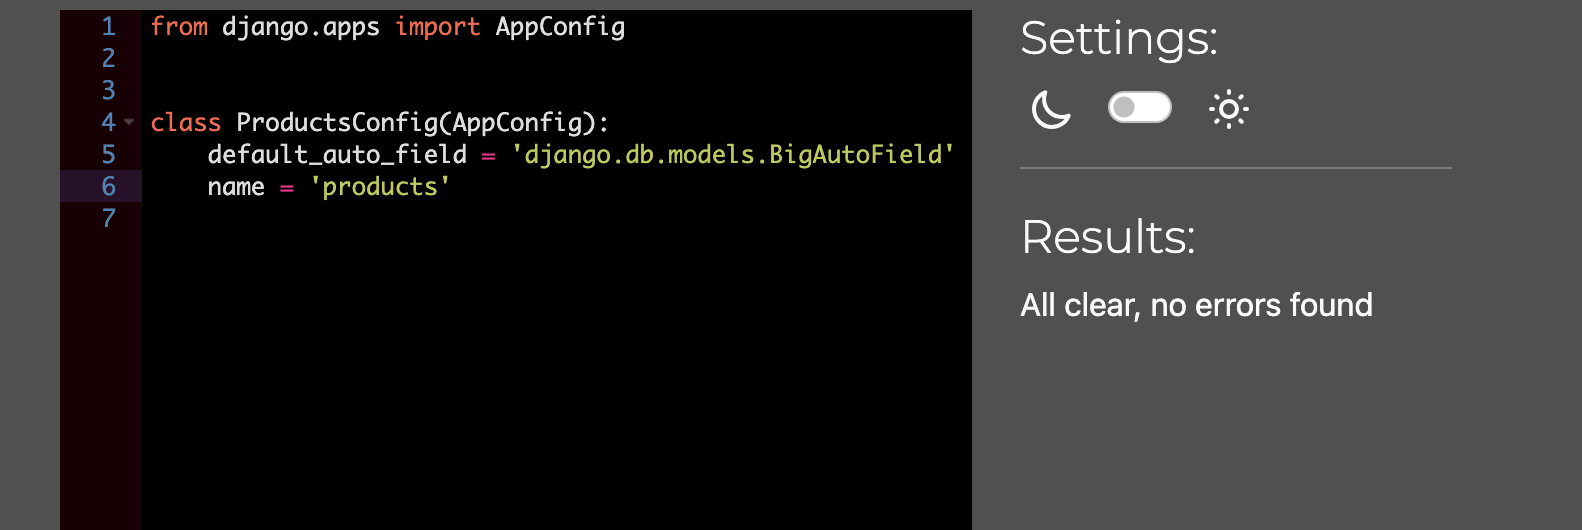 1 from django.apps import AppConfig
2
3
4 class ProductsConfig(AppConfig):
5     default_auto_field = 'django.db.models.BigAutoField'
6     name = 'products'
7
Settings:
Results:
All clear, no errors found